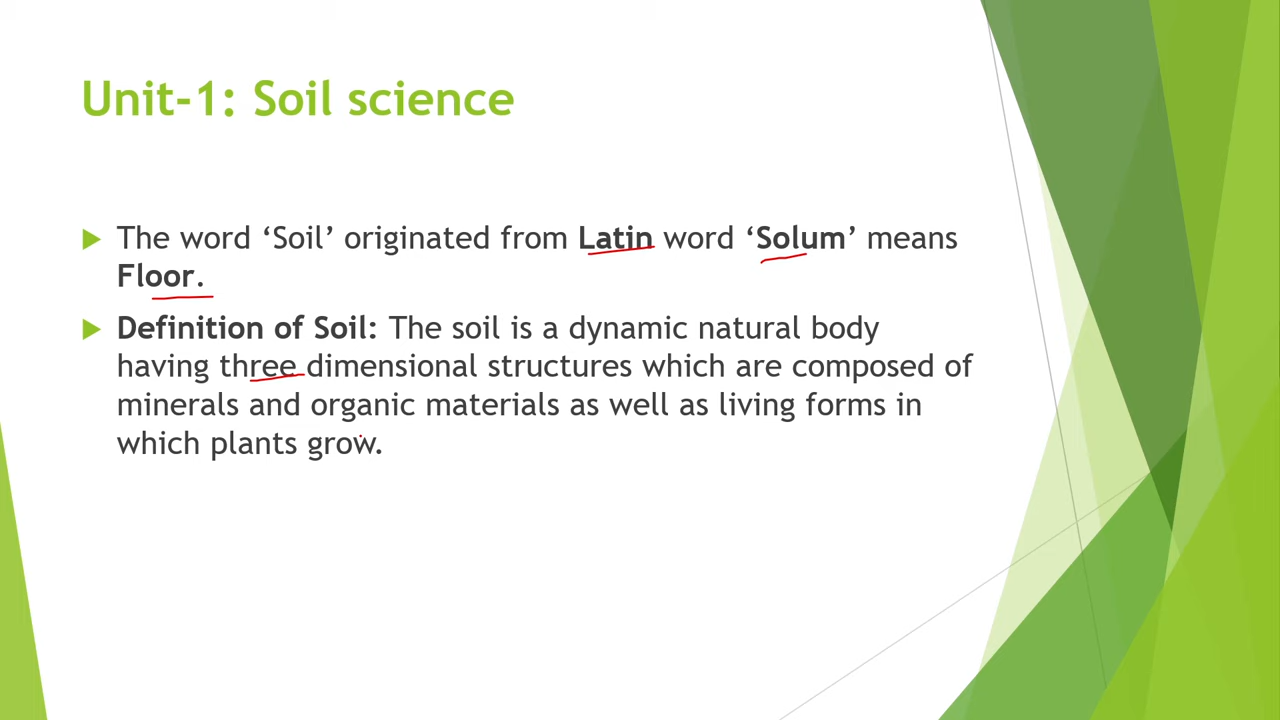 Unit-1: Soil science
The word ‘Soil’ originated from Latin word ‘Solum’ means
Floor.
Definition of Soil: The soil is a dynamic natural body
having three dimensional structures which are composed of
minerals and organic materials as well as living forms in
which plants grow.